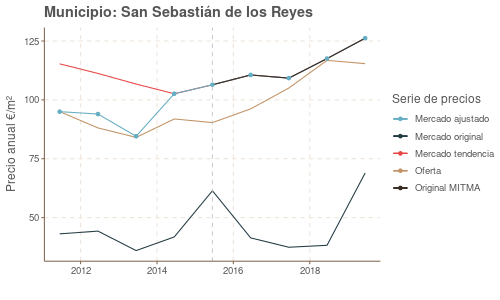 Municipio: San Sebastián de los Reyes
Precio anual €/m²
125
100
75
50
2012
2014
2016
2018
Serie de precios
Mercado ajustado
Mercado original
Mercado tendencia
Oferta
Original MITMA